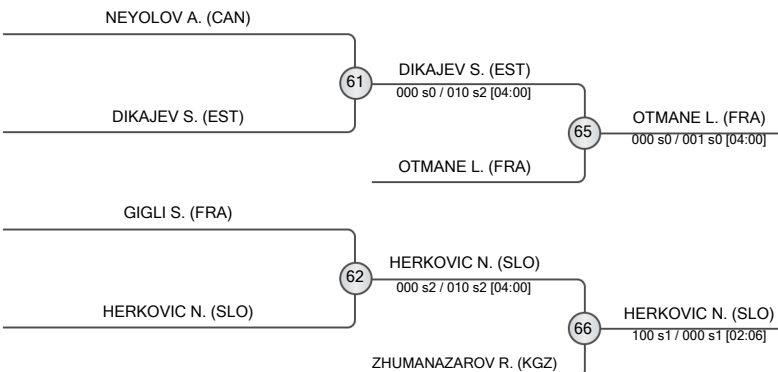 NEYOLOV A. (CAN)
61
DIKAJEV S. (EST)
000 s0 / 010 s2 [04:00]
DIKAJEV S. (EST)
65
OTMANE L. (FRA)
000 s0 / 001 s0 [04:00]
OTMANE L. (FRA)
GIGLI S. (FRA)
62
HERKOVIC N. (SLO)
000 s2 / 010 s2 [04:00]
HERKOVIC N. (SLO)
66
HERKOVIC N. (SLO)
100 s1 / 000 s1 [02:06]
ZHUMANAZAROV R. (KGZ)